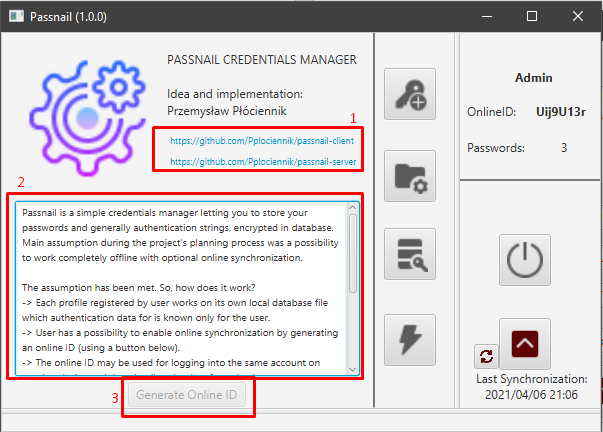 Passnail (1.0.0)
PASSNAIL CREDENTIALS MANAGER
Idea and implementation:
Przemysław Płóciennik
1
https://github.com/Pplociennik/passnail-client
https://github.com/Pplociennik/passnail-server
2
Passnail is a simple credentials manager letting you to store your
passwords and generally authentication strings, encrypted in database.
Main assumption during the project's planning process was a possibility
to work completely offline with optional online synchronization.
The assumption has been met. So, how does it work?
-> Each profile registered by user works on its own local database file
which authentication data for is known only for the user.
-> User has a possibility to enable Online synchronization by generating
an online ID (using a button below).
-> The online ID may be used for logging into the same account on
3
Generate Online ID
Admin
OnlineID: Uij9U13r
Passwords: 3
Last Synchronization:
2021/04/06 21:06